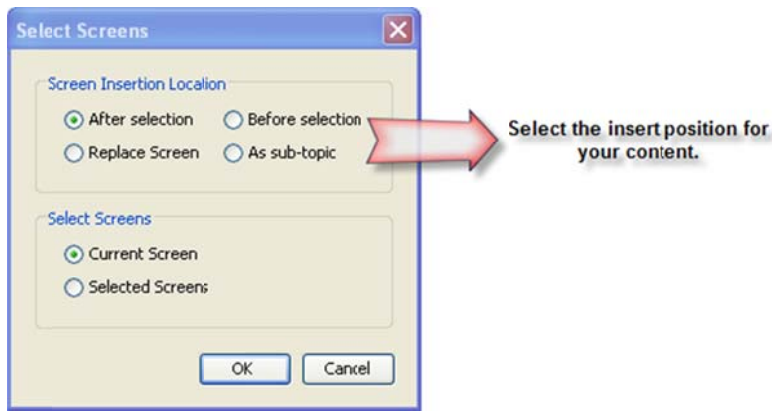 Select Screens
Screen Insertion Location
After selection
Before selection
Replace Screen
As sub-topic
Select the insert position for
your content.
Select Screens
Current Screen
Selected Screens
OK
Cancel